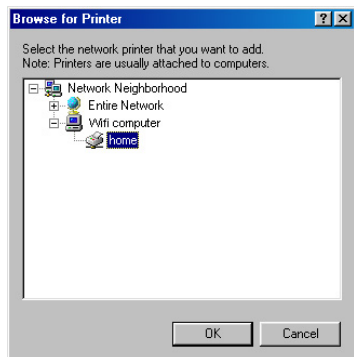 Browse for Printer
Select the network printer that you want to add.
Note: Printers are usually attached to computers.
Network Neighborhood
Entire Network
Wifi computer
home
OK Cancel